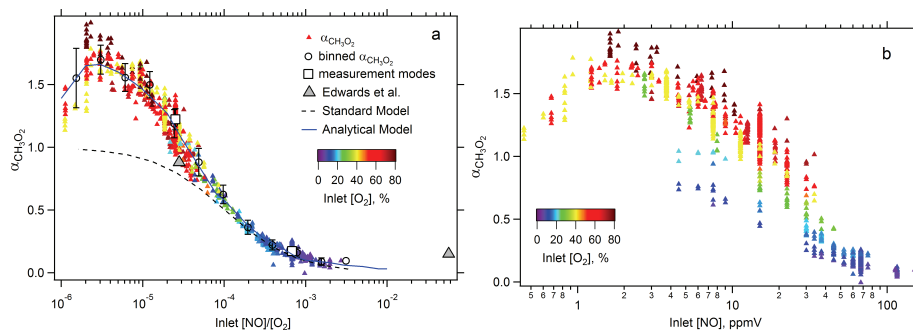 a
α_CH₃O₂
1.5
1.0
0.5
0.0
α_CH₃O₂
binned α_CH₃O₂
measurement modes
Edwards et al.
Standard Model
Analytical Model
0 20 40 60 80
Inlet [O₂], %
10⁻⁶ 10⁻⁵ 10⁻⁴ 10⁻³ 10⁻²
Inlet [NO]/[O₂]
b
α_CH₃O₂
2.0
1.5
1.0
0.5
0.0
0 20 40 60 80
Inlet [O₂], %
5 6 7 8 1 2 3 4 5 6 7 8 10 2 3 4 5 6 7 8 100
Inlet [NO], ppmV